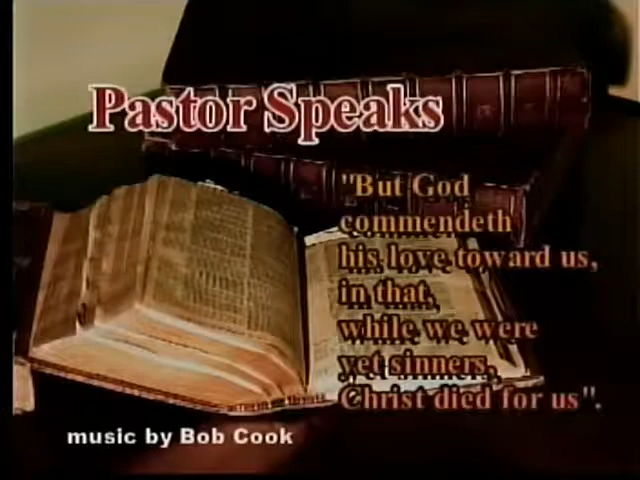 Pastor Speaks
"But God
commendeth
his love toward us,
in that,
while we were
yet sinners,
Christ died for us".
music by Bob Cook